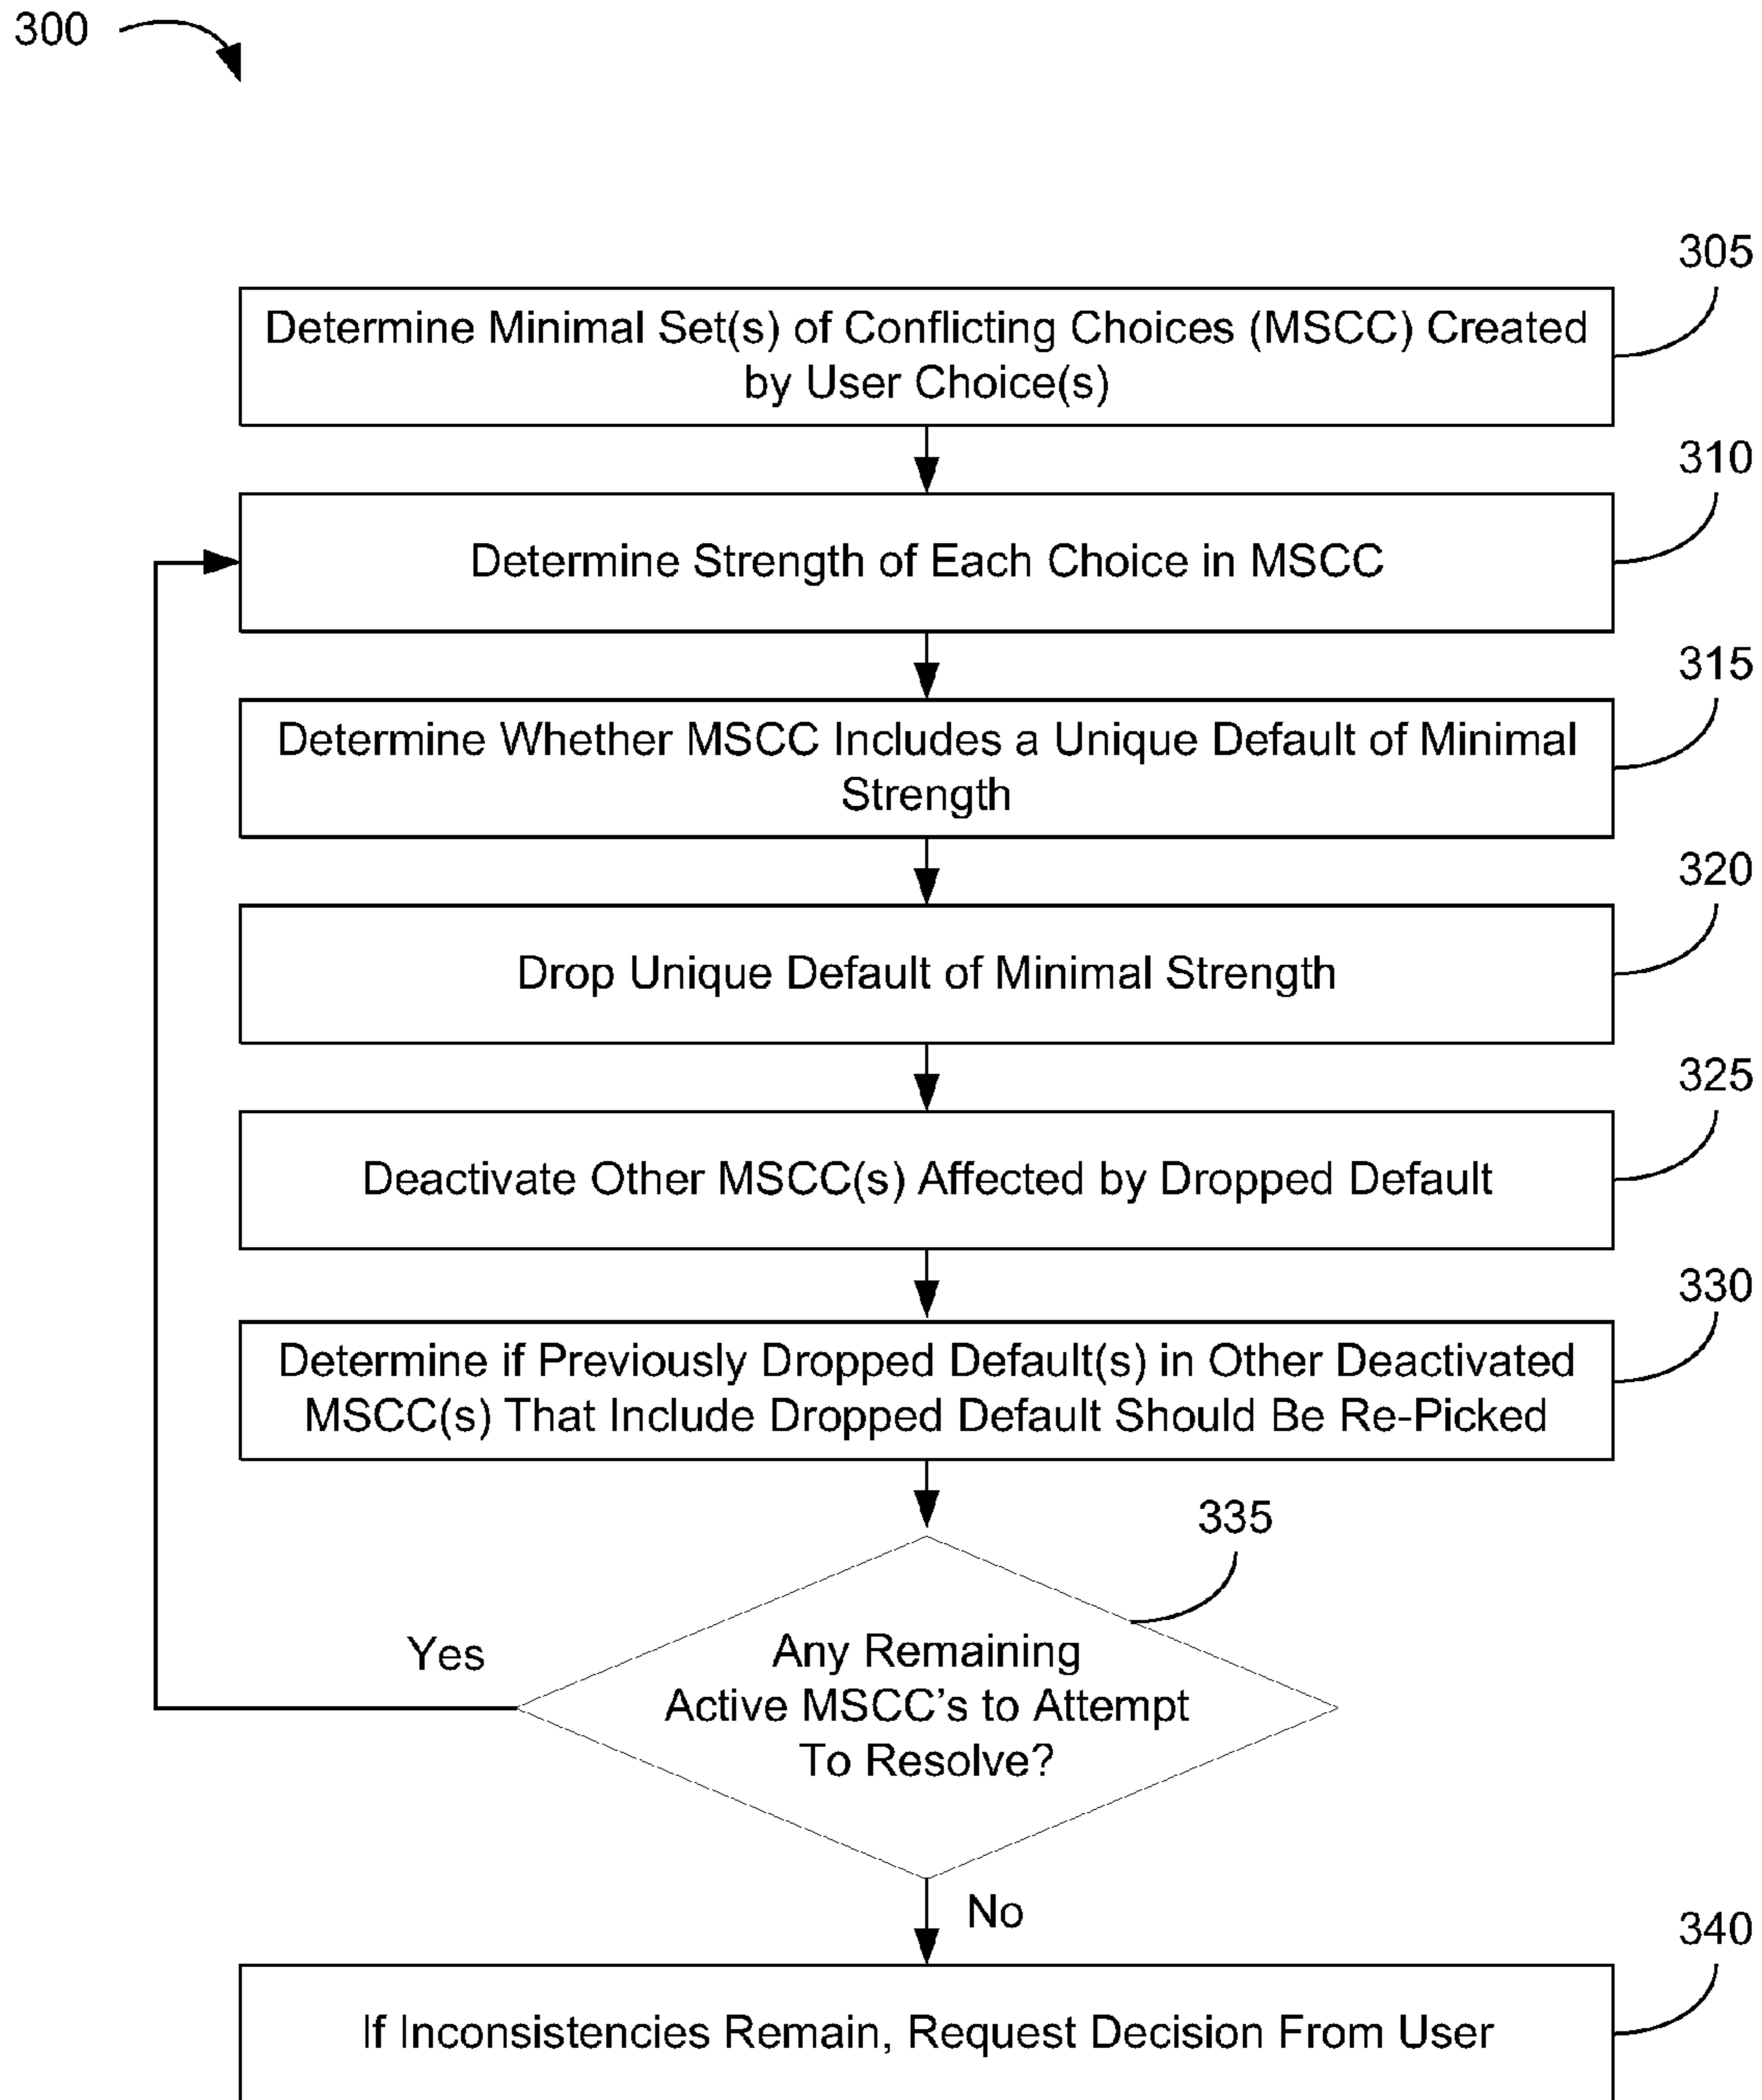 300
305
Determine Minimal Set(s) of Conflicting Choices (MSCC) Created
by User Choice(s)
310
Determine Strength of Each Choice in MSCC
315
Determine Whether MSCC Includes a Unique Default of Minimal
Strength
320
Drop Unique Default of Minimal Strength
325
Deactivate Other MSCC(s) Affected by Dropped Default
330
Determine if Previously Dropped Default(s) in Other Deactivated
MSCC(s) That Include Dropped Default Should Be Re-Picked
335
Yes
Any Remaining
Active MSCC's to Attempt
To Resolve?
No
340
If Inconsistencies Remain, Request Decision From User